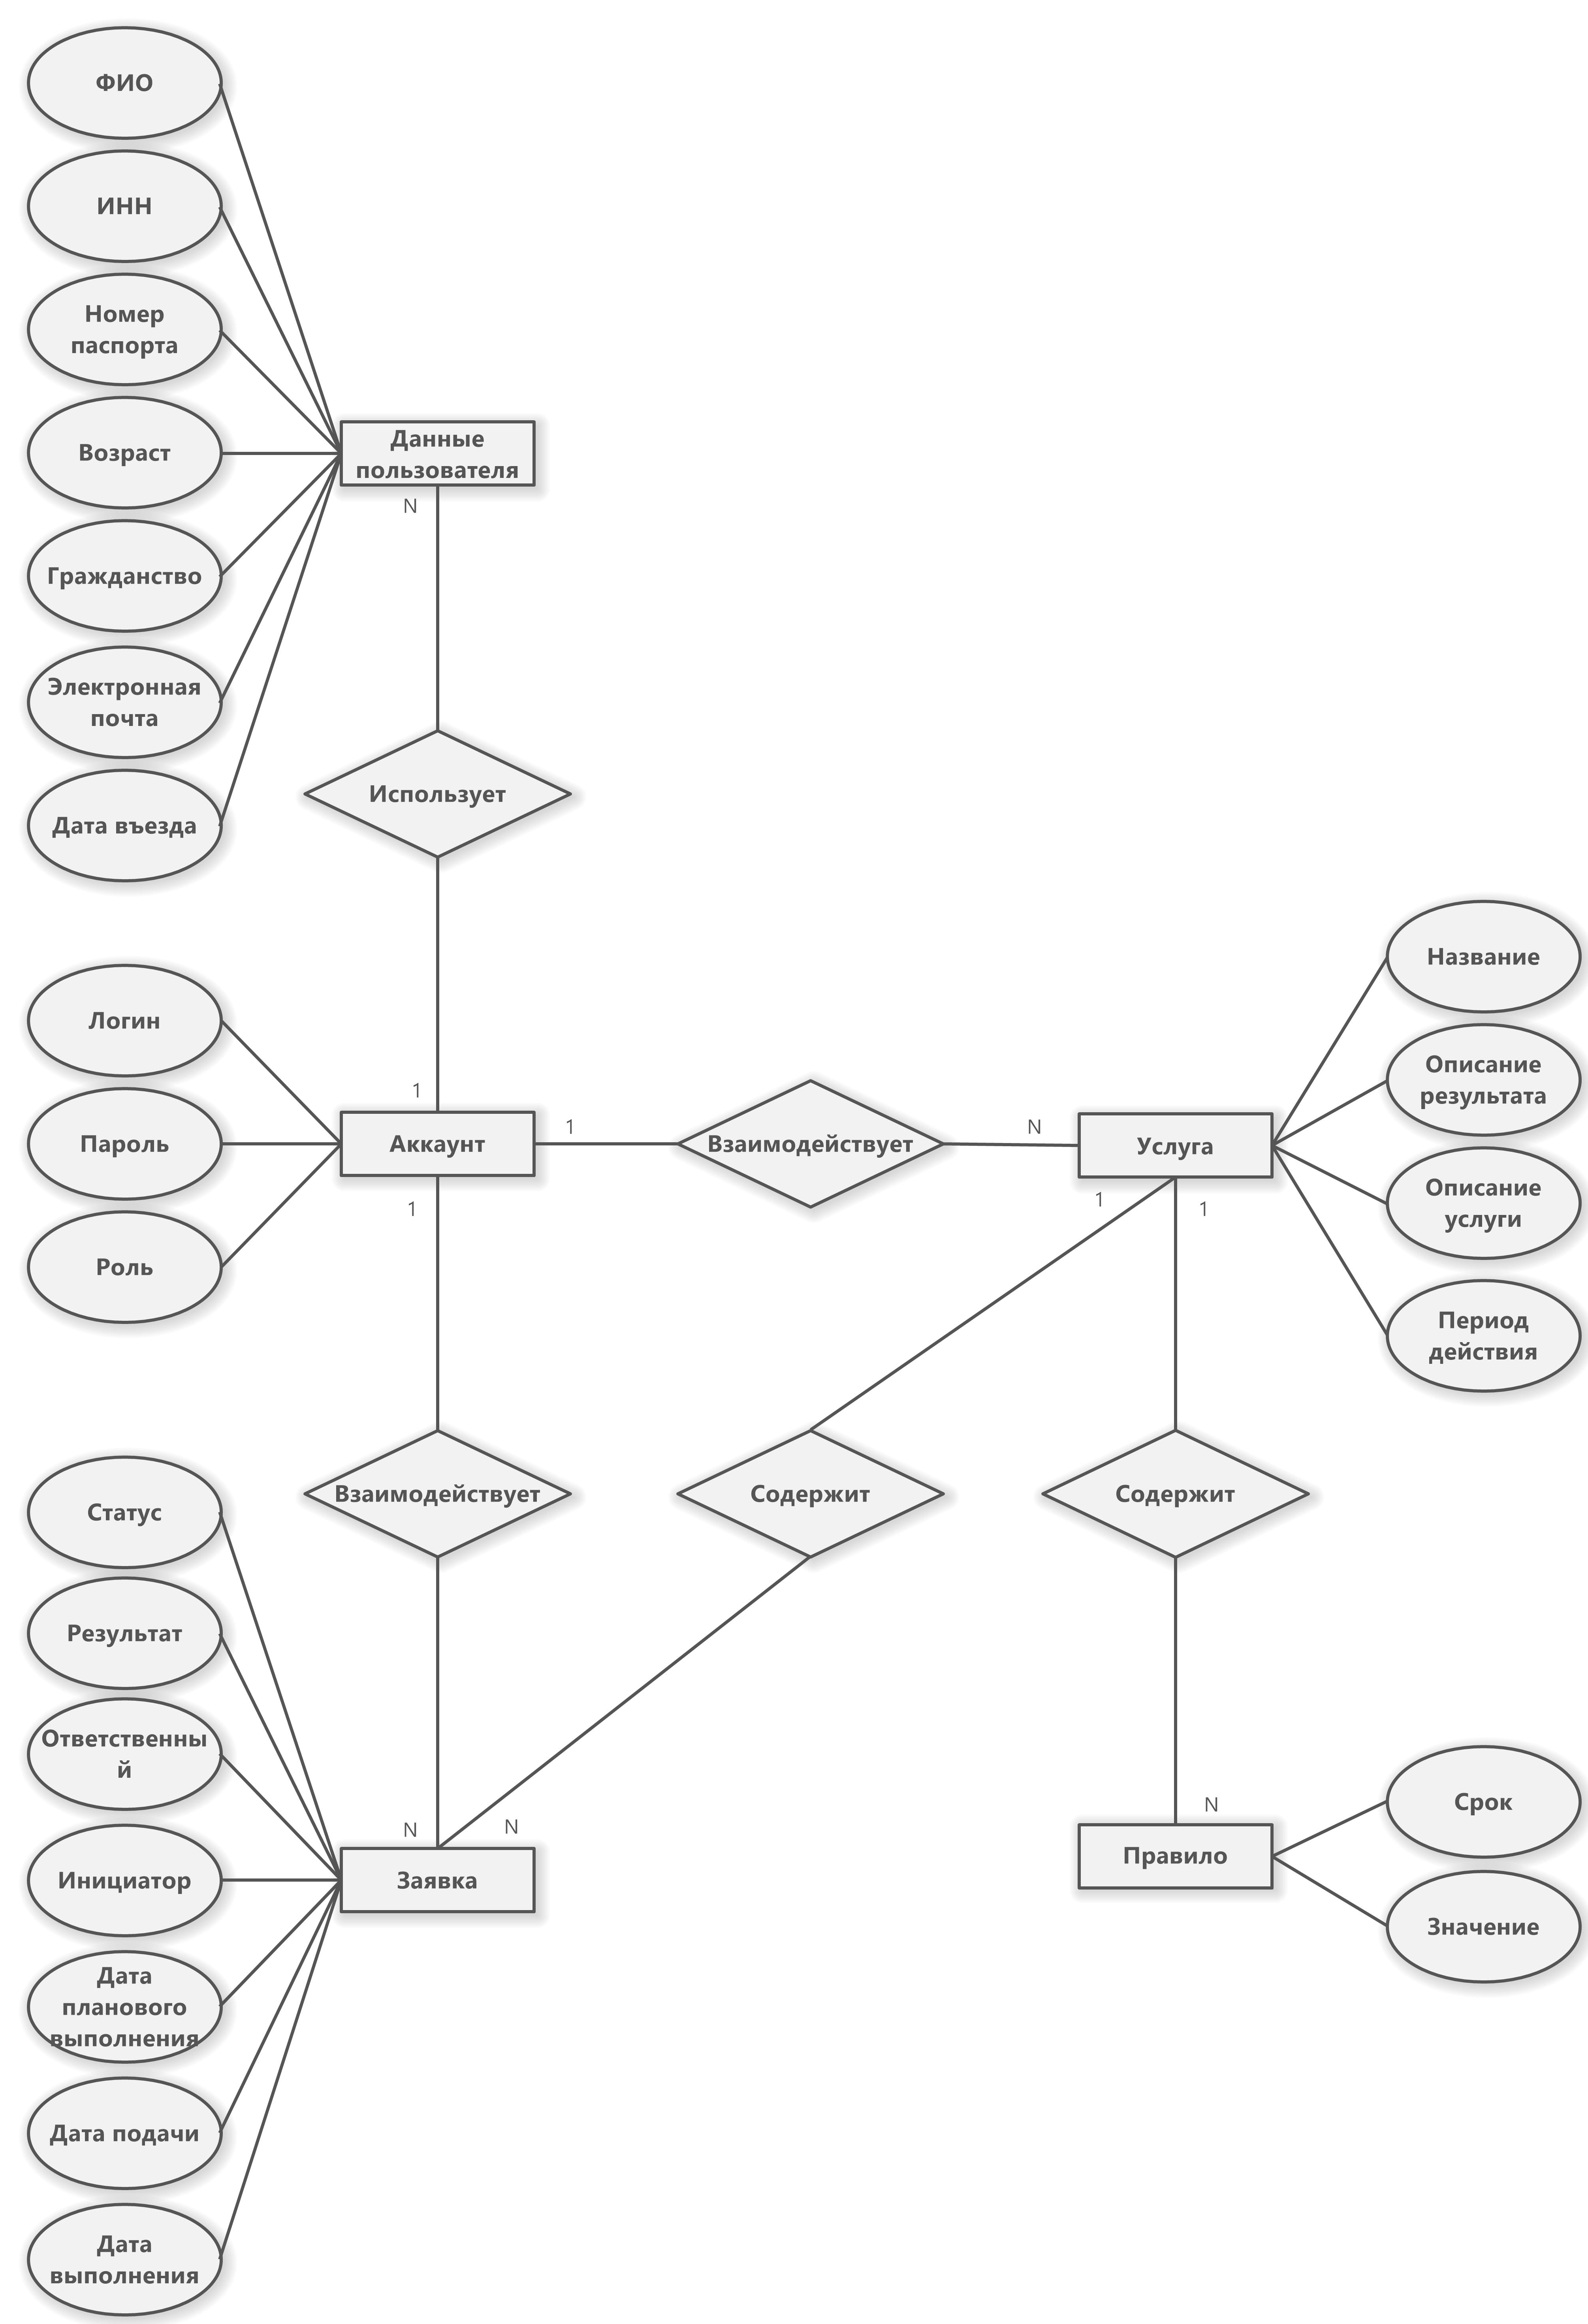 ФИО
ИНН
Номер
паспорта
Возраст
Гражданство
Электронная
почта
Дата въезда
Данные
пользователя
N
Использует
1
Логин
Пароль
Роль
Аккаунт
1
Взаимодействует
N
Услуга
Название
Описание
результата
Описание
услуги
Период
действия
1
1
1
Взаимодействует
Содержит
Содержит
Статус
Результат
Ответственны
й
Инициатор
Дата
планового
выполнения
Дата подачи
Дата
выполнения
N
N
Заявка
N
Правило
Срок
Значение